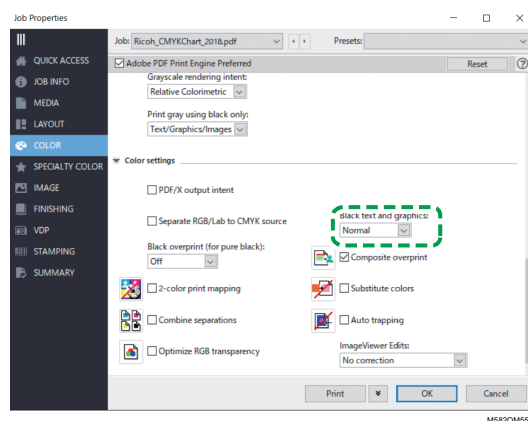 Job Properties
Job: Ricoh_CMYKChart_2018.pdf
Presets:
QUICK ACCESS
JOB INFO
MEDIA
LAYOUT
COLOR
SPECIALTY COLOR
IMAGE
FINISHING
VDP
STAMPING
SUMMARY
Adobe PDF Print Engine Preferred
Reset
Grayscale rendering intent:
Relative Colorimetric
Print gray using black only:
Text/Graphics/Images
Color settings
PDF/X output intent
Separate RGB/Lab to CMYK source
Black text and graphics:
Normal
Black overprint (for pure black):
Off
Composite overprint
2-color print mapping
Substitute colors
Combine separations
Auto trapping
Optimize RGB transparency
ImageViewer Edits:
No correction
Print
OK
Cancel